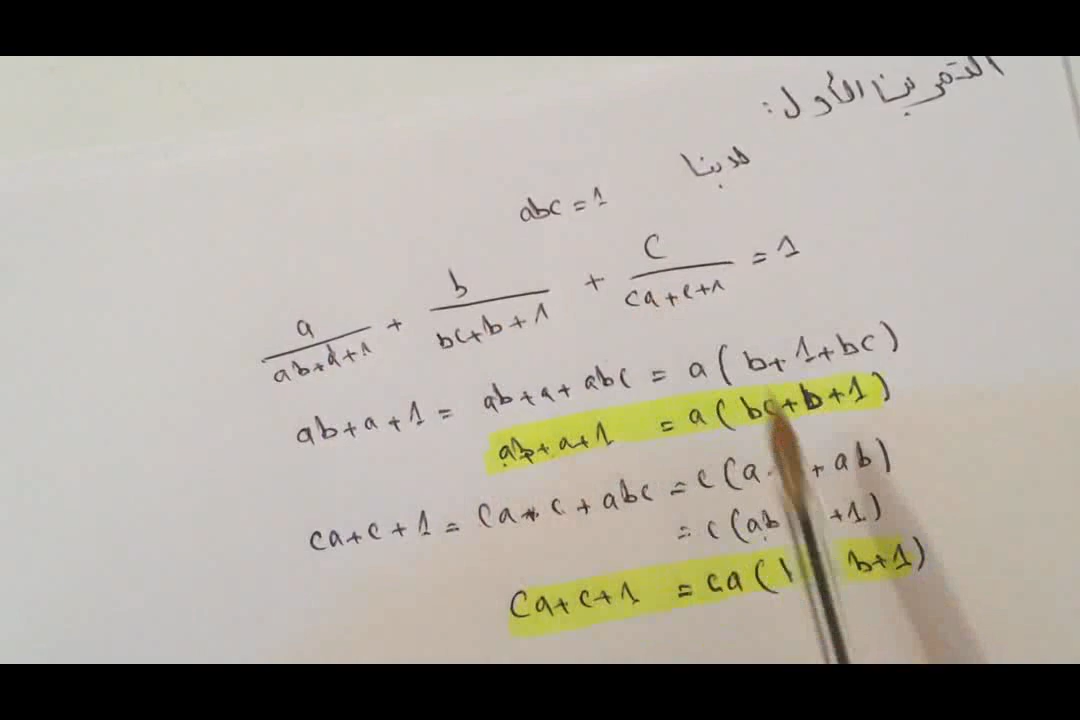 التمرين الأول:
لدينا
abc = 1
a/(ab+a+1) + b/(bc+b+1) + c/(ca+c+1) = 1
ab+a+1 = ab+a+abc = a(b+1+bc)
ab+a+1 = a(bc+b+1)
ca+c+1 = ca+c+abc = c(a + ab)
= c(ab +1)
ca+c+1 = ca( b+1)